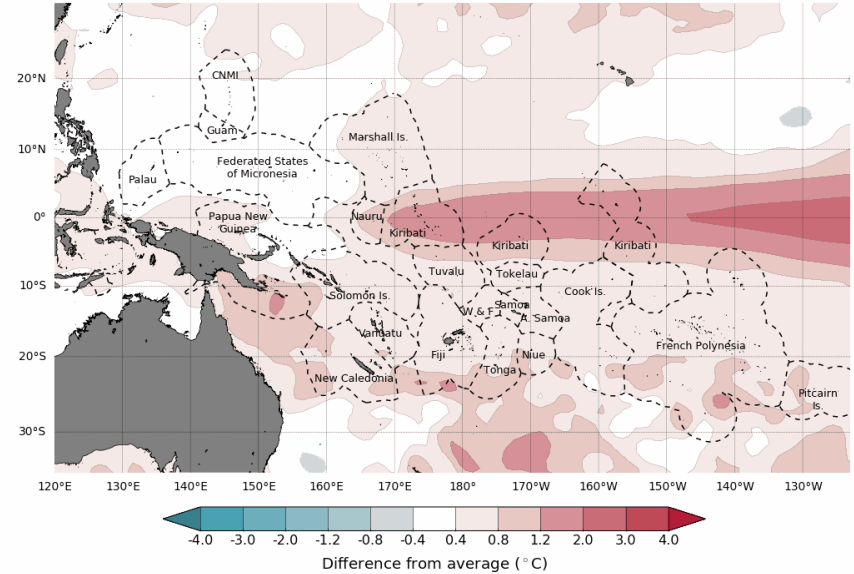 CNMI
20°N
Guam
Marshall Is.
10°N
Federated States
of Micronesia
Palau
0°
Papua New
Guinea
Nauru
Kiribati
Kiribati
Kiribati
Tuvalu
Tokelau
10°S
Solomon Is.
Cook Is.
Samoa
W & F
A. Samoa
Vanuatu
20°S
Fiji
Niue
French Polynesia
Tonga
New Caledonia
Pitcairn
Is.
30°S
120°E 130°E 140°E 150°E 160°E 170°E 180° 170°W 160°W 150°W 140°W 130°W
-4.0 -3.0 -2.0 -1.2 -0.8 -0.4 0.4 0.8 1.2 2.0 3.0 4.0
Difference from average (°C)